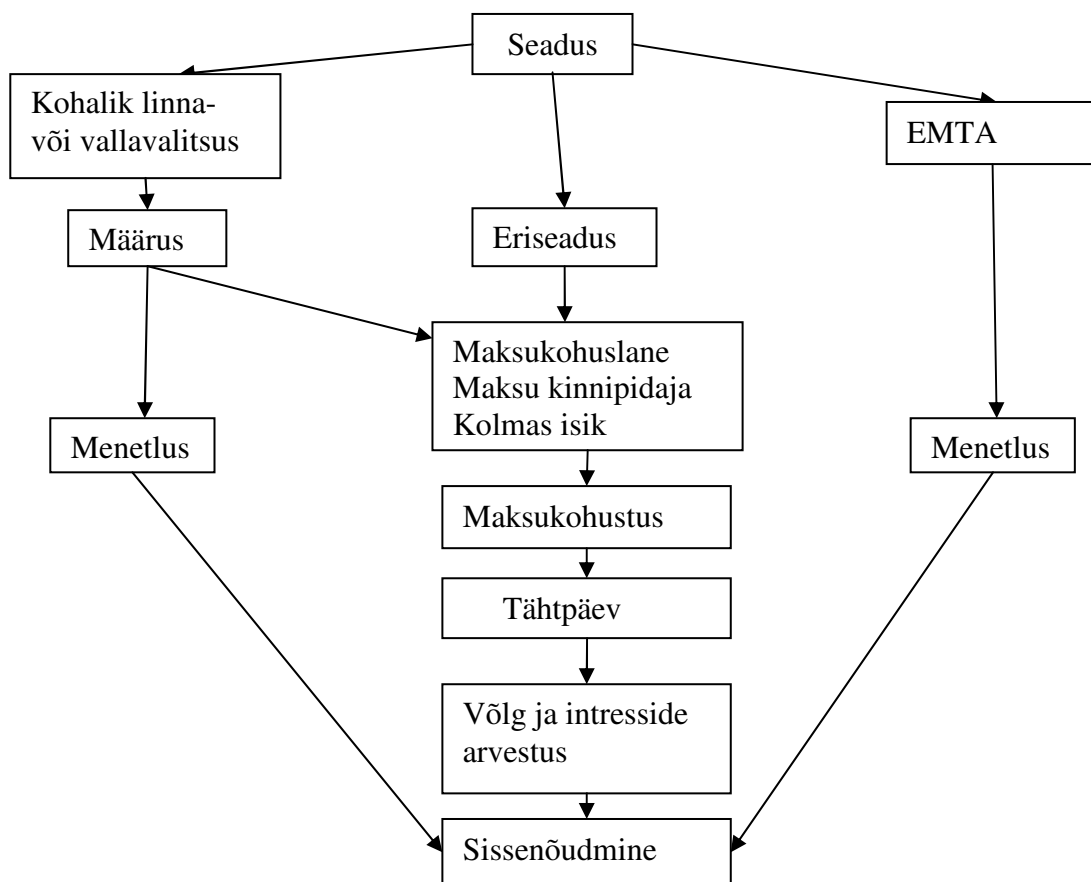 Seadus
Kohalik linna-
või vallavalitsus
EMTA
Määrus
Eriseadus
Maksukohuslane
Maksu kinnipidaja
Kolmas isik
Menetlus
Menetlus
Maksukohustus
Tähtpäev
Võlg ja intresside
arvestus
Sissenõudmine